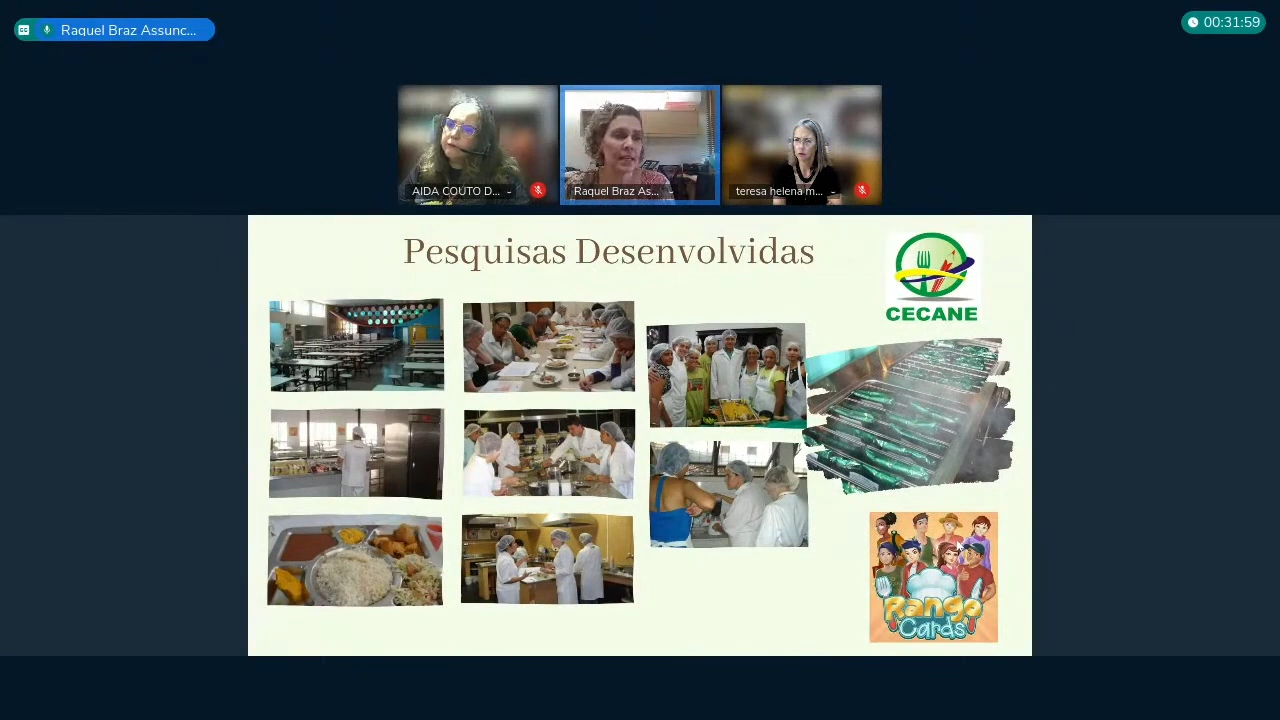 Raquel Braz Assunc...
00:31:59
AIDA COUTO D...
Raquel Braz As...
teresa helena m...
Pesquisas Desenvolvidas
CECANE
Rango
Cards